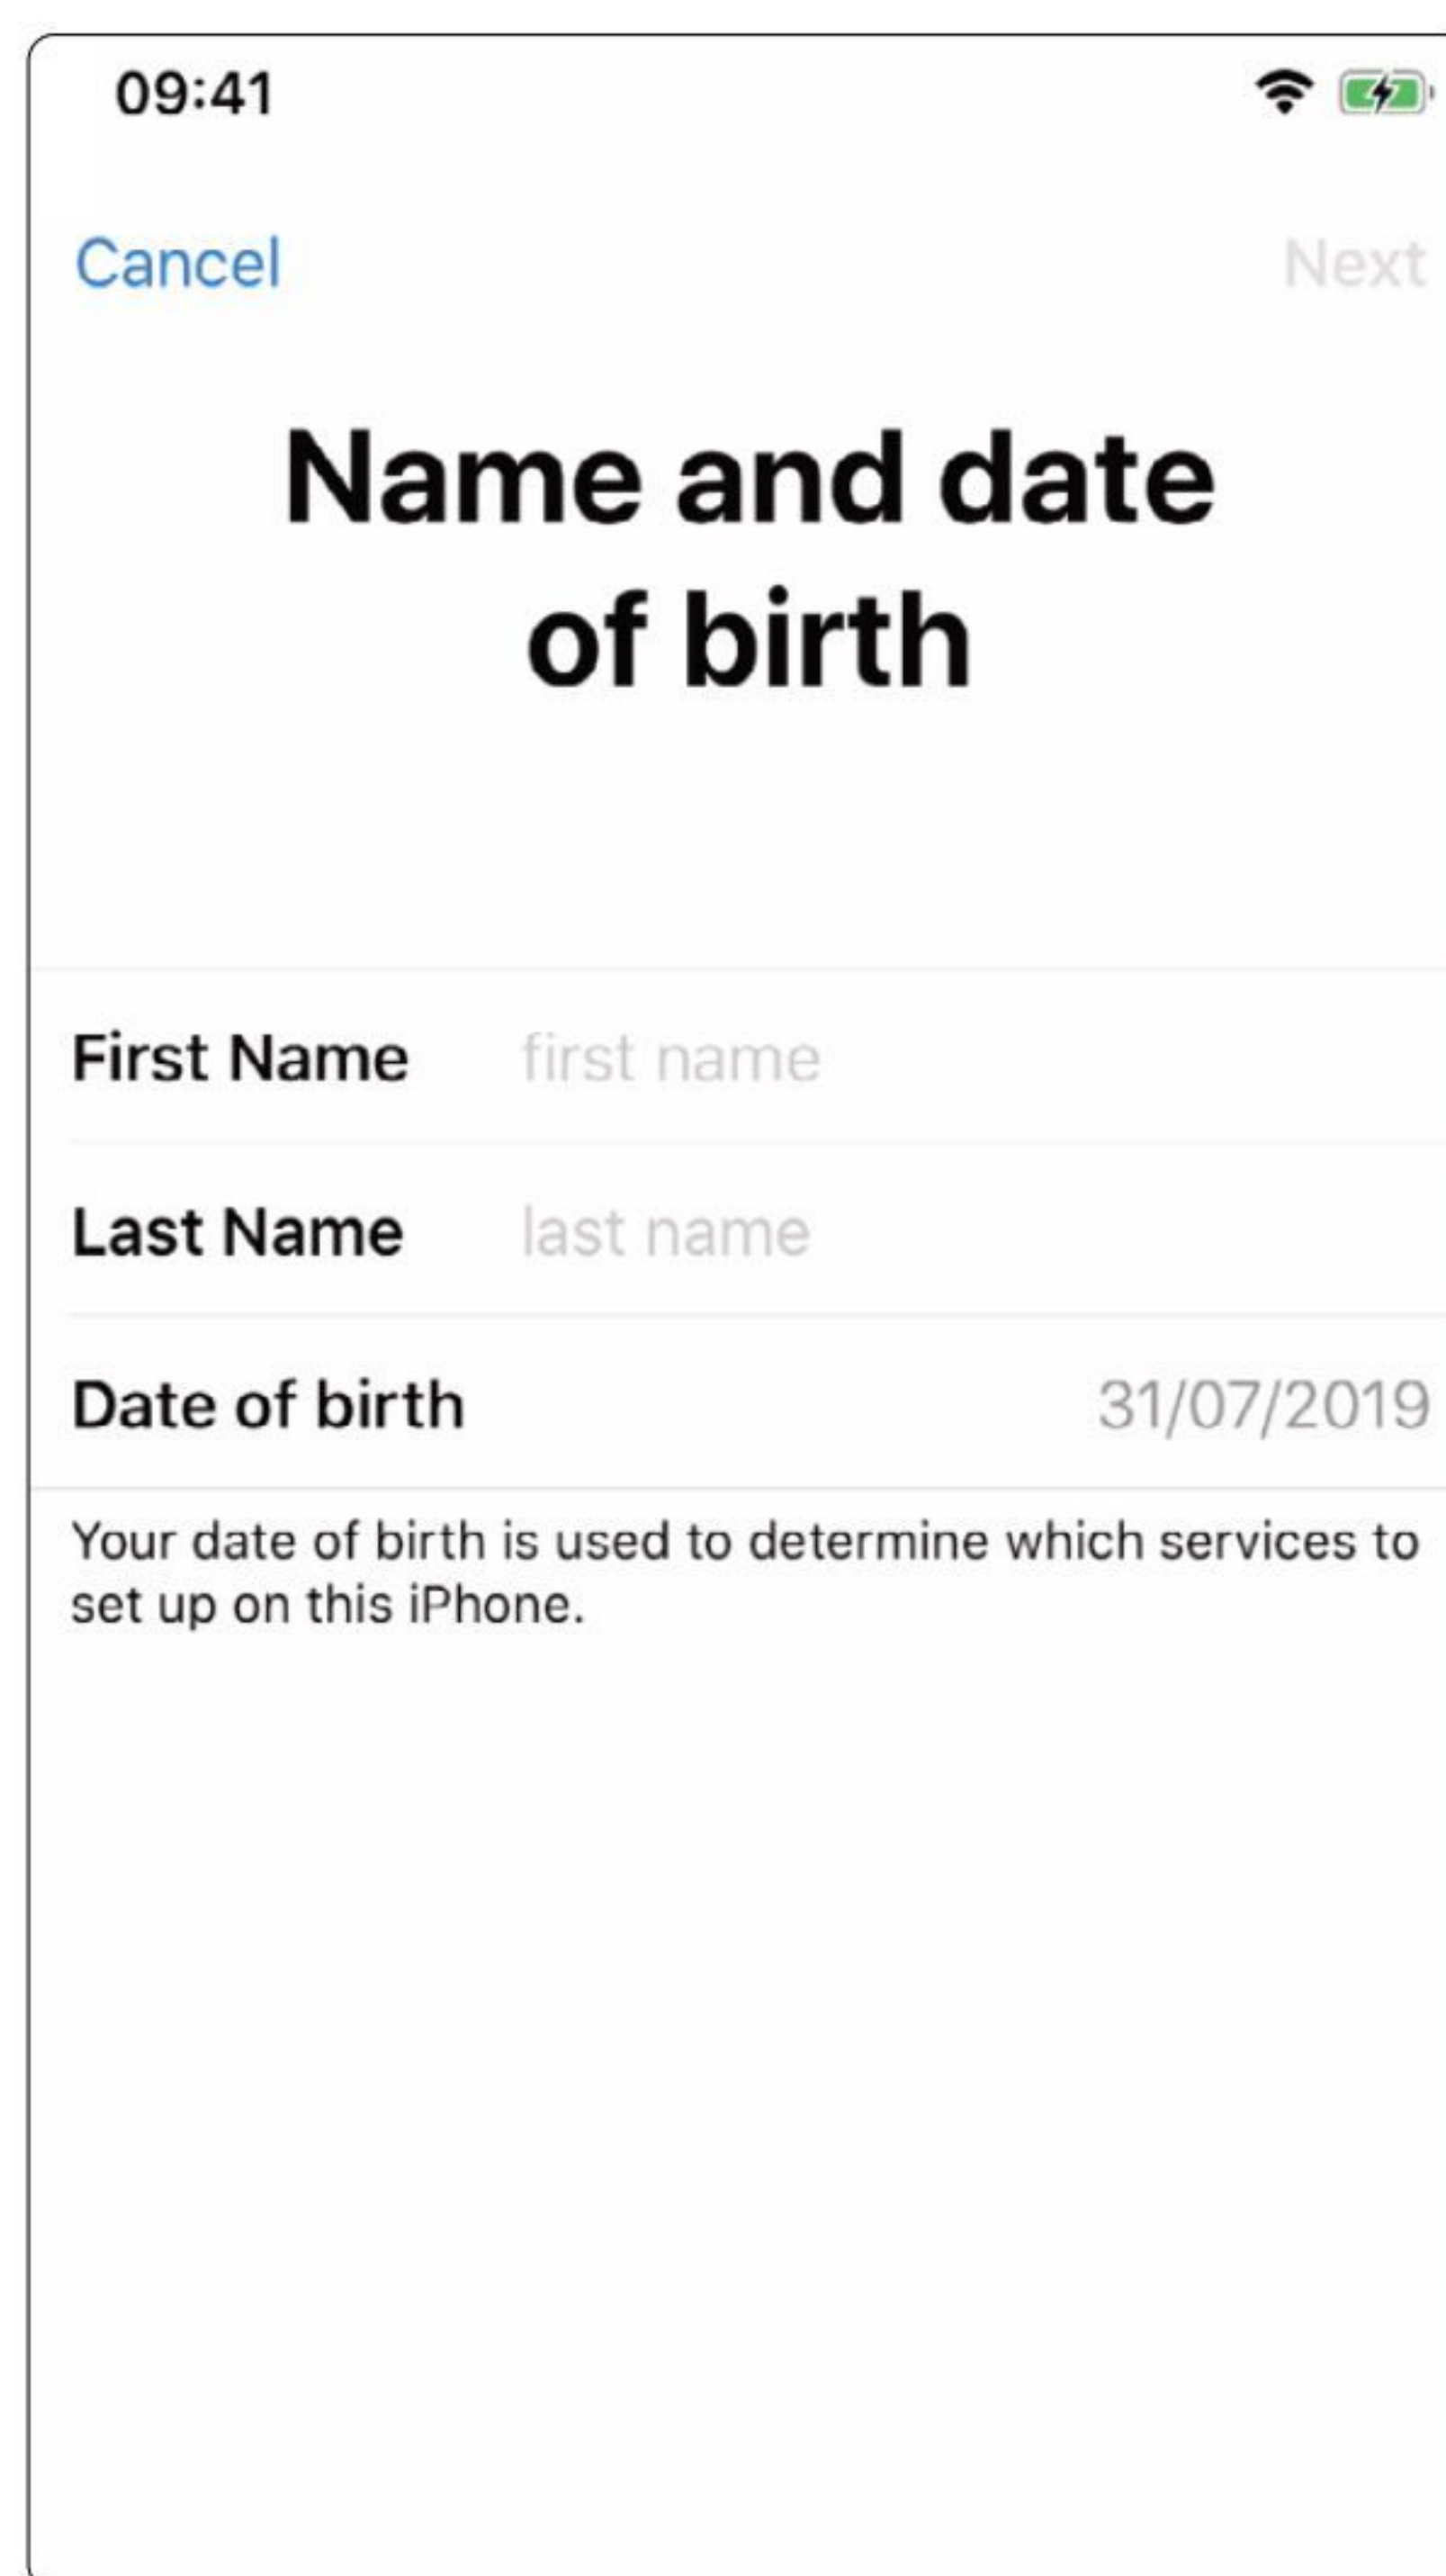 09:41
Cancel Next
Name and date
of birth
First Name first name
Last Name last name
Date of birth 31/07/2019
Your date of birth is used to determine which services to
set up on this iPhone.